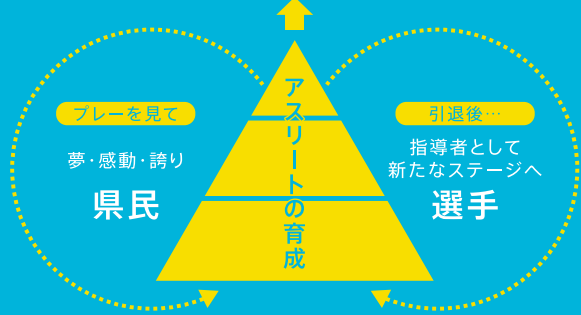 プレーを見て
夢・感動・誇り
県民
アスリートの育成
引退後…
指導者として
新たなステージへ
選手